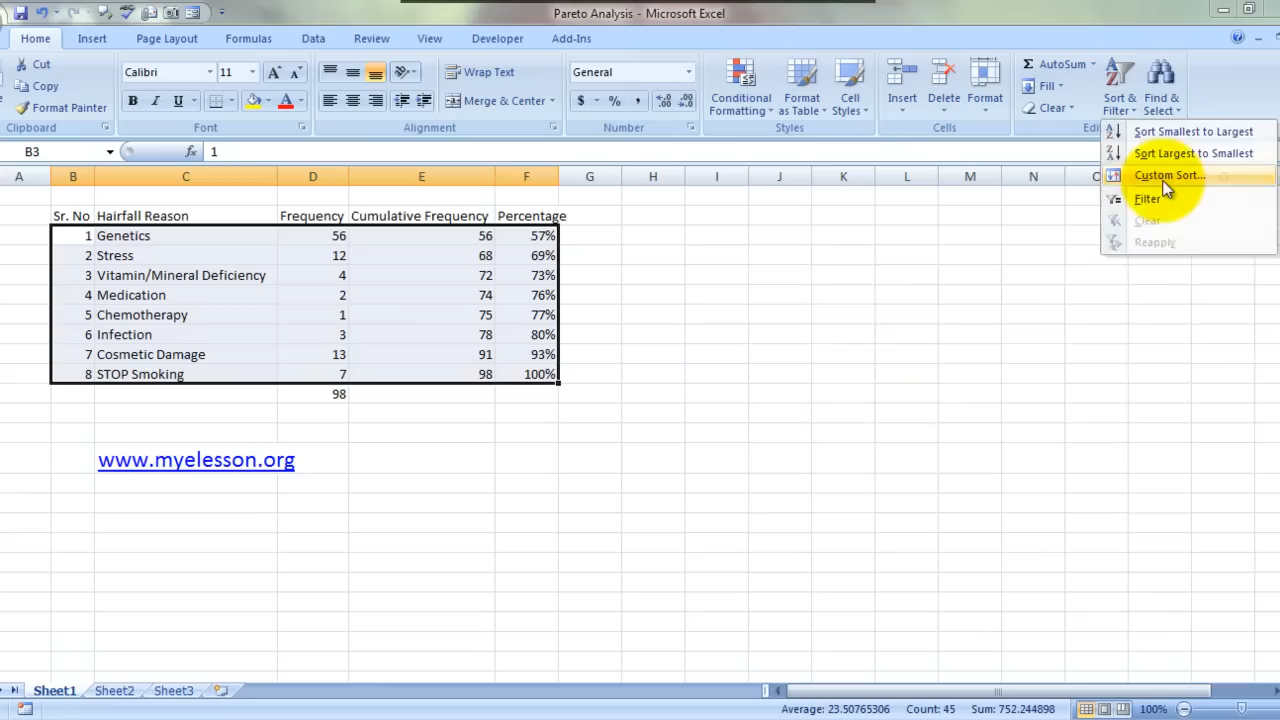 Pareto Analysis - Microsoft Excel
Home Insert Page Layout Formulas Data Review View Developer Add-Ins
Cut
Copy
Format Painter
Clipboard
Calibri 11
B I U
Font
Wrap Text
Merge & Center
Alignment
General
$ % ,
Number
Conditional Formatting
Format as Table
Cell Styles
Styles
Insert Delete Format
Cells
AutoSum
Fill
Clear
Sort & Filter
Find & Select
Sort Smallest to Largest
Sort Largest to Smallest
Custom Sort...
Filter
Clear
Reapply
B3 fx 1
A B C D E F G H I J K L M N
Sr. No Hairfall Reason Frequency Cumulative Frequency Percentage
1 Genetics 56 56 57%
2 Stress 12 68 69%
3 Vitamin/Mineral Deficiency 4 72 73%
4 Medication 2 74 76%
5 Chemotherapy 1 75 77%
6 Infection 3 78 80%
7 Cosmetic Damage 13 91 93%
8 STOP Smoking 7 98 100%
98
www.myelesson.org
Sheet1 Sheet2 Sheet3
Average: 23.50765306 Count: 45 Sum: 752.244898 100%